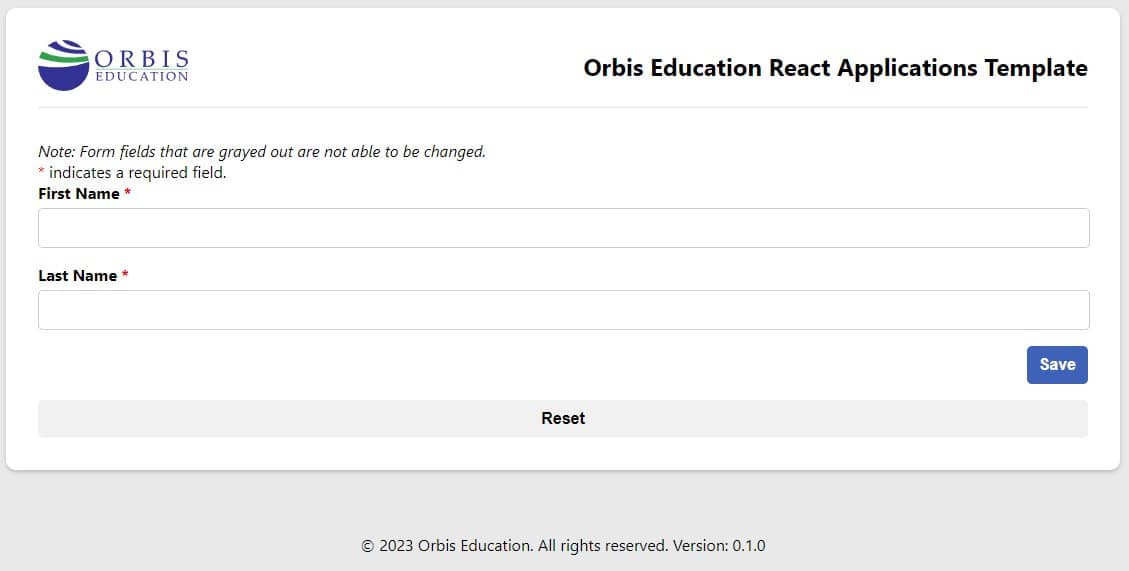 ORBIS
EDUCATION
Orbis Education React Applications Template
Note: Form fields that are grayed out are not able to be changed.
* indicates a required field.
First Name *
Last Name *
Save
Reset
© 2023 Orbis Education. All rights reserved. Version: 0.1.0